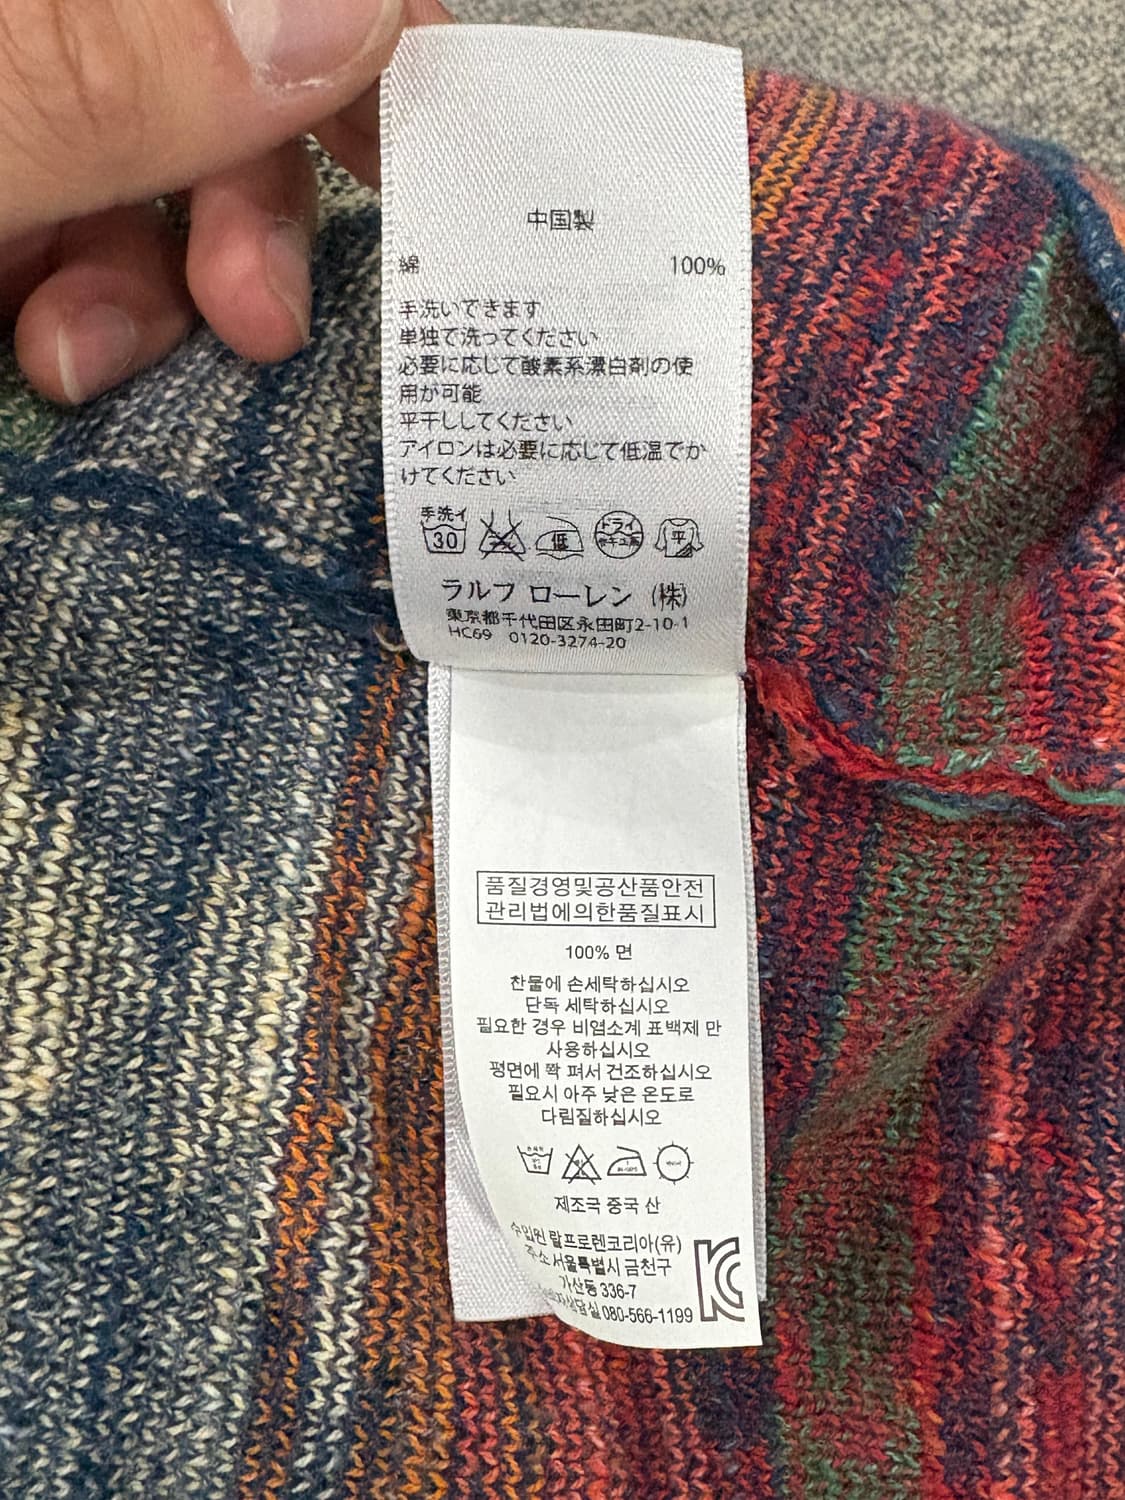 中国製
綿 100%
手洗いできます
単独で洗ってください
必要に応じて酸素系漂白剤の使
用が可能
平干ししてください
アイロンは必要に応じて低温でか
けてください
手洗イ
30
低
ドライ
セキユ系
平
ラルフ ローレン (株)
東京都千代田区永田町2-10-1
HC69 0120-3274-20
품질경영및공산품안전
관리법에의한품질표시
100% 면
찬물에 손세탁하십시오
단독 세탁하십시오
필요한 경우 비염소계 표백제 만
사용하십시오
평면에 쫙 펴서 건조하십시오
필요시 아주 낮은 온도로
다림질하십시오
제조국 중국 산
수입원 랄프로렌코리아(유)
주소 서울특별시 금천구
가산동 336-7
상담실 080-566-1199